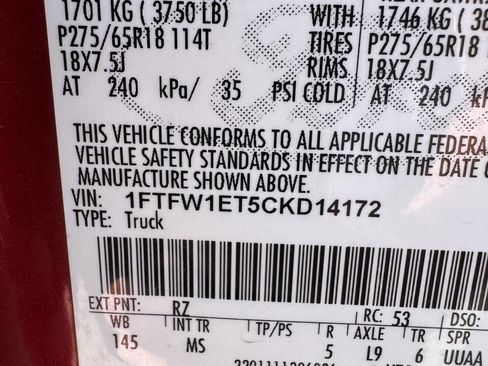 1701 KG ( 3750 LB) WITH 1746 KG ( 38
P275/65R18 114T TIRES P275/65R18
18X7.5J RIMS 18X7.5J
AT 240 kPa/ 35 PSI COLD AT 240
THIS VEHICLE CONFORMS TO ALL APPLICABLE FEDERA
VEHICLE SAFETY STANDARDS IN EFFECT ON THE DATE
MANUFACTURE SHOWN ABOVE.
VIN: 1FTFW1ET5CKD14172
TYPE: Truck
EXT PNT: RZ RC: 53 DSO:
WB INT TR TP/PS R AXLE TR SPR
145 MS 5 L9 6 UUAA